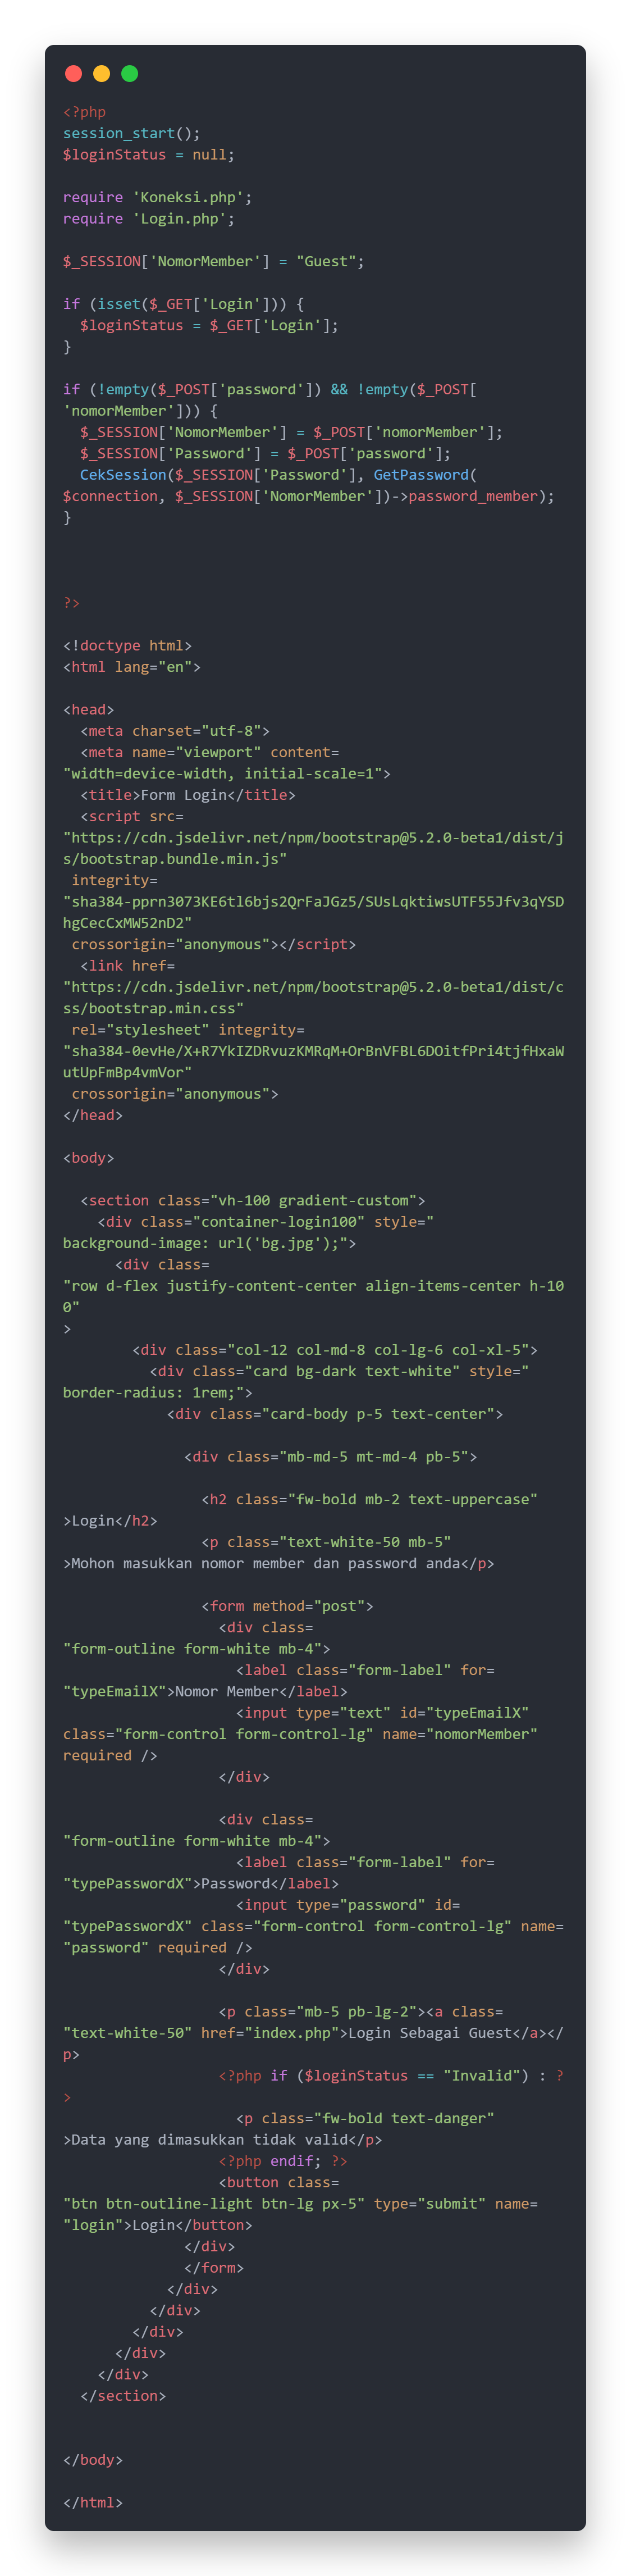 <?php
session_start();
$loginStatus = null;

require 'Koneksi.php';
require 'Login.php';

$_SESSION['NomorMember'] = "Guest";

if (isset($_GET['Login'])) {
  $loginStatus = $_GET['Login'];
}

if (!empty($_POST['password']) && !empty($_POST[
'nomorMember'])) {
  $_SESSION['NomorMember'] = $_POST['nomorMember'];
  $_SESSION['Password'] = $_POST['password'];
  CekSession($_SESSION['Password'], GetPassword(
$connection, $_SESSION['NomorMember'])->password_member);
}

?>

<!doctype html>
<html lang="en">

<head>
  <meta charset="utf-8">
  <meta name="viewport" content=
"width=device-width, initial-scale=1">
  <title>Form Login</title>
  <script src=
"https://cdn.jsdelivr.net/npm/bootstrap@5.2.0-beta1/dist/j
s/bootstrap.bundle.min.js"
 integrity=
"sha384-pprn3073KE6tl6bjs2QrFaJGz5/SUsLqktiwsUTF55Jfv3qYSD
hgCecCxMW52nD2"
 crossorigin="anonymous"></script>
  <link href=
"https://cdn.jsdelivr.net/npm/bootstrap@5.2.0-beta1/dist/c
ss/bootstrap.min.css"
 rel="stylesheet" integrity=
"sha384-0evHe/X+R7YkIZDRvuzKMRqM+OrBnVFBL6DOitfPri4tjfHxaW
utUpFmBp4vmVor"
 crossorigin="anonymous">
</head>

<body>

  <section class="vh-100 gradient-custom">
    <div class="container-login100" style="
background-image: url('bg.jpg');">
      <div class=
"row d-flex justify-content-center align-items-center h-10
0"
>
        <div class="col-12 col-md-8 col-lg-6 col-xl-5">
          <div class="card bg-dark text-white" style="
border-radius: 1rem;">
            <div class="card-body p-5 text-center">

              <div class="mb-md-5 mt-md-4 pb-5">

                <h2 class="fw-bold mb-2 text-uppercase"
>Login</h2>
                <p class="text-white-50 mb-5"
>Mohon masukkan nomor member dan password anda</p>

                <form method="post">
                  <div class=
"form-outline form-white mb-4">
                    <label class="form-label" for=
"typeEmailX">Nomor Member</label>
                    <input type="text" id="typeEmailX"
class="form-control form-control-lg" name="nomorMember"
required />
                  </div>

                  <div class=
"form-outline form-white mb-4">
                    <label class="form-label" for=
"typePasswordX">Password</label>
                    <input type="password" id=
"typePasswordX" class="form-control form-control-lg" name=
"password" required />
                  </div>

                  <p class="mb-5 pb-lg-2"><a class=
"text-white-50" href="index.php">Login Sebagai Guest</a></
p>
                  <?php if ($loginStatus == "Invalid") : ?
>
                    <p class="fw-bold text-danger"
>Data yang dimasukkan tidak valid</p>
                  <?php endif; ?>
                  <button class=
"btn btn-outline-light btn-lg px-5" type="submit" name=
"login">Login</button>
              </div>
              </form>
            </div>
          </div>
        </div>
      </div>
    </div>
  </section>

</body>

</html>